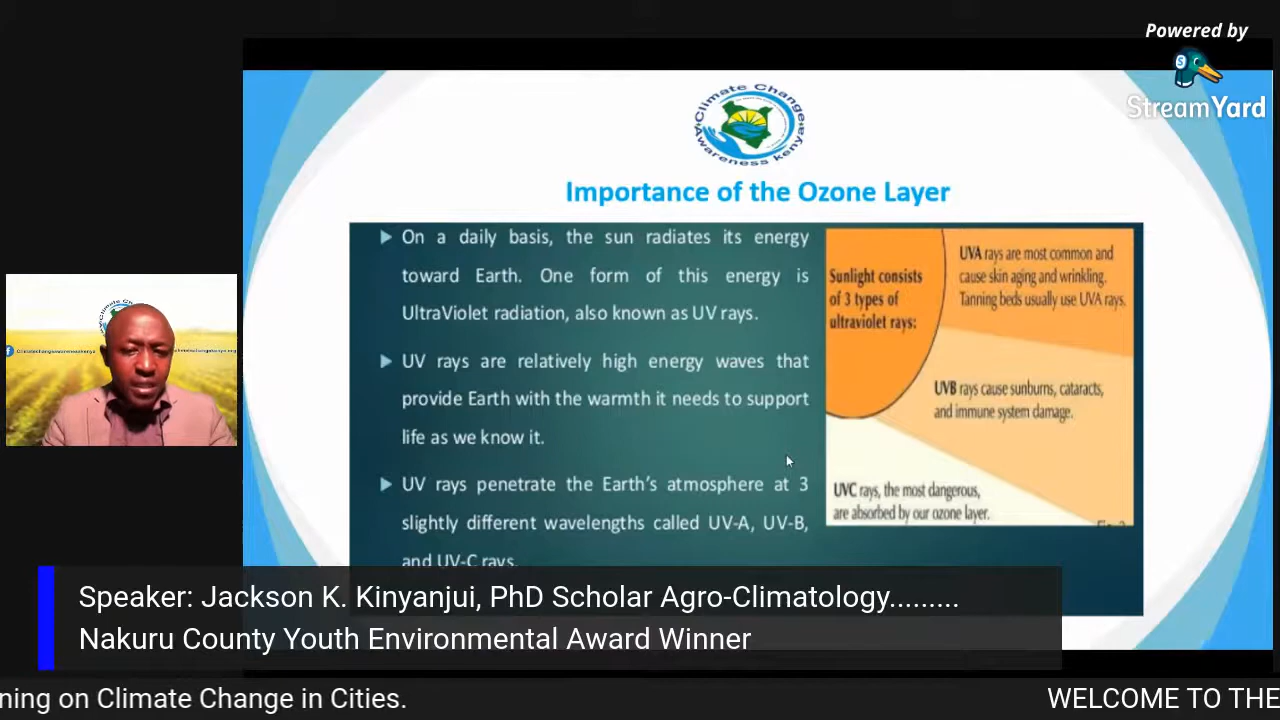 Powered by
StreamYard
Climate Change
Awareness Kenya
Importance of the Ozone Layer
On a daily basis, the sun radiates its energy
toward Earth. One form of this energy is
UltraViolet radiation, also known as UV rays.
UV rays are relatively high energy waves that
provide Earth with the warmth it needs to support
life as we know it.
UV rays penetrate the Earth's atmosphere at 3
slightly different wavelengths called UV-A, UV-B,
and UV-C rays.
Sunlight consists
of 3 types of
ultraviolet rays:
UVA rays are most common and
cause skin aging and wrinkling.
Tanning beds usually use UVA rays.
UVB rays cause sunburns, cataracts,
and immune system damage.
UVC rays, the most dangerous,
are absorbed by our ozone layer.
Speaker: Jackson K. Kinyanjui, PhD Scholar Agro-Climatology.........
Nakuru County Youth Environmental Award Winner
ning on Climate Change in Cities.
WELCOME TO THE